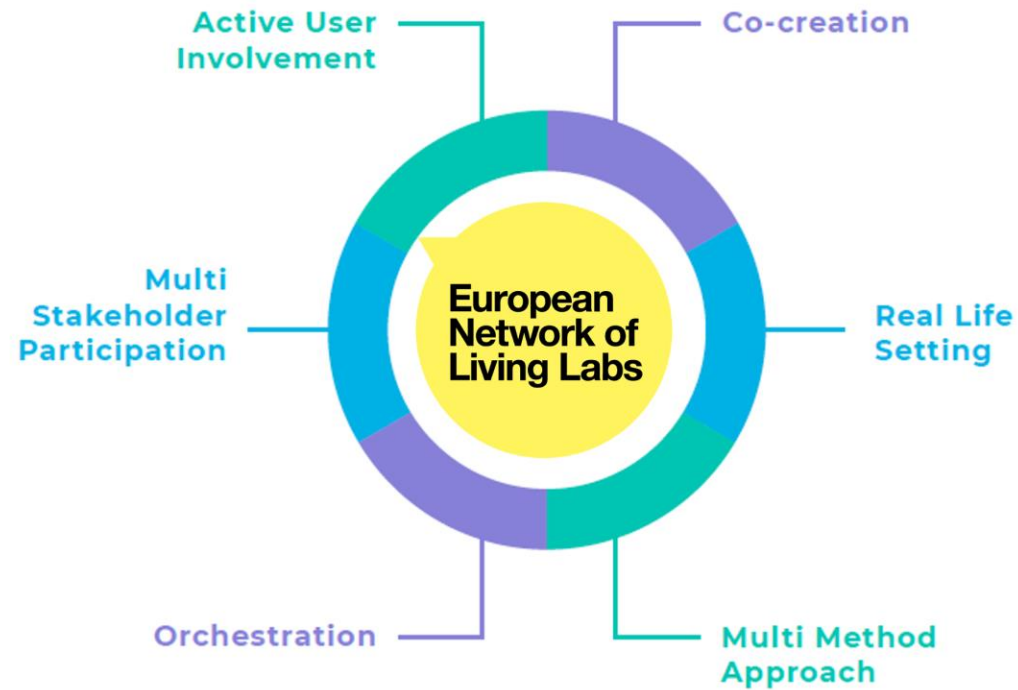 Active User
Involvement
Co-creation
Multi
Stakeholder
Participation
European
Network of
Living Labs
Real Life
Setting
Orchestration
Multi Method
Approach